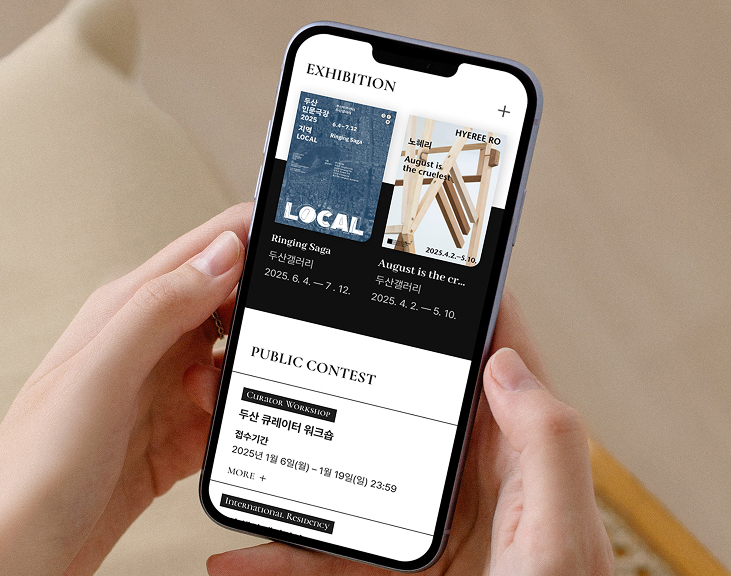 EXHIBITION
두산
인문극장
2025
지역
LOCAL
6.4–7.12
Ringing Saga
LOCAL
노혜리
HYEREE RO
August is
the cruelest
2025.4.2.–5.10.
Ringing Saga
두산갤러리
2025. 6. 4. — 7. 12.
August is the cr...
두산갤러리
2025. 4. 2. — 5. 10.
PUBLIC CONTEST
Curator Workshop
두산 큐레이터 워크숍
접수기간
2025년 1월 6일(월) – 1월 19일(일) 23:59
MORE +
International Residency